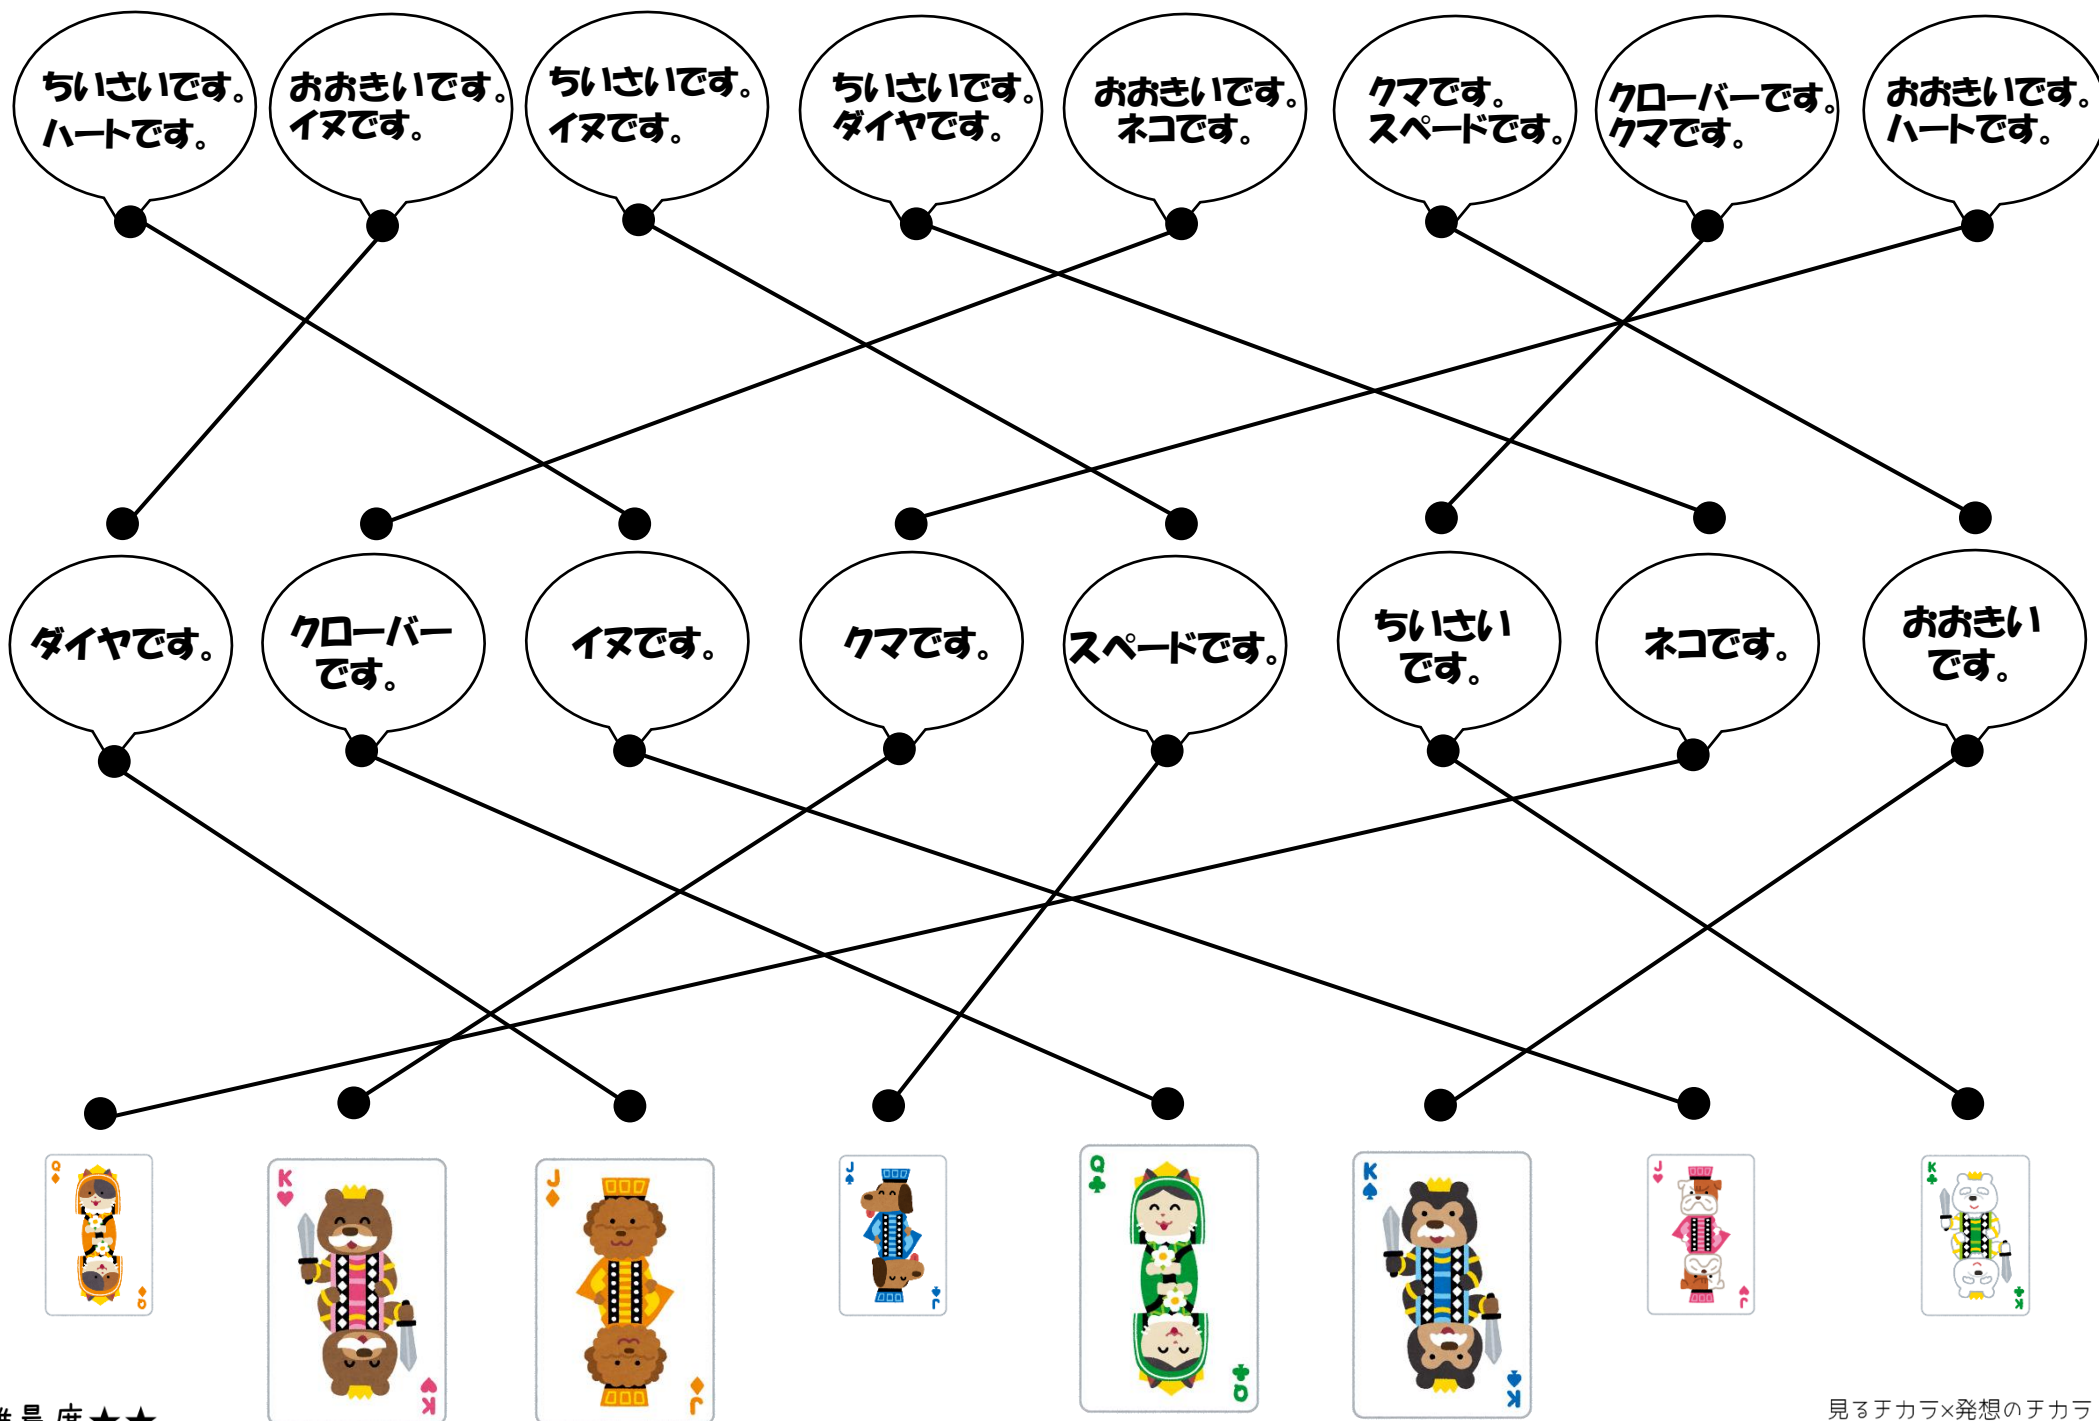 ちいさいです。
ハートです。
おおきいです。
イヌです。
ちいさいです。
イヌです。
ちいさいです。
ダイヤです。
おおきいです。
ネコです。
クマです。
スペードです。
クローバーです。
クマです。
おおきいです。
ハートです。
ダイヤです。
クローバー
です。
イヌです。
クマです。
スペードです。
ちいさい
です。
ネコです。
おおきい
です。
Q
Q
K
K
J
J
J
J
Q
Q
K
K
J
J
K
K
度★★
見るチカラ×発想のチカラ